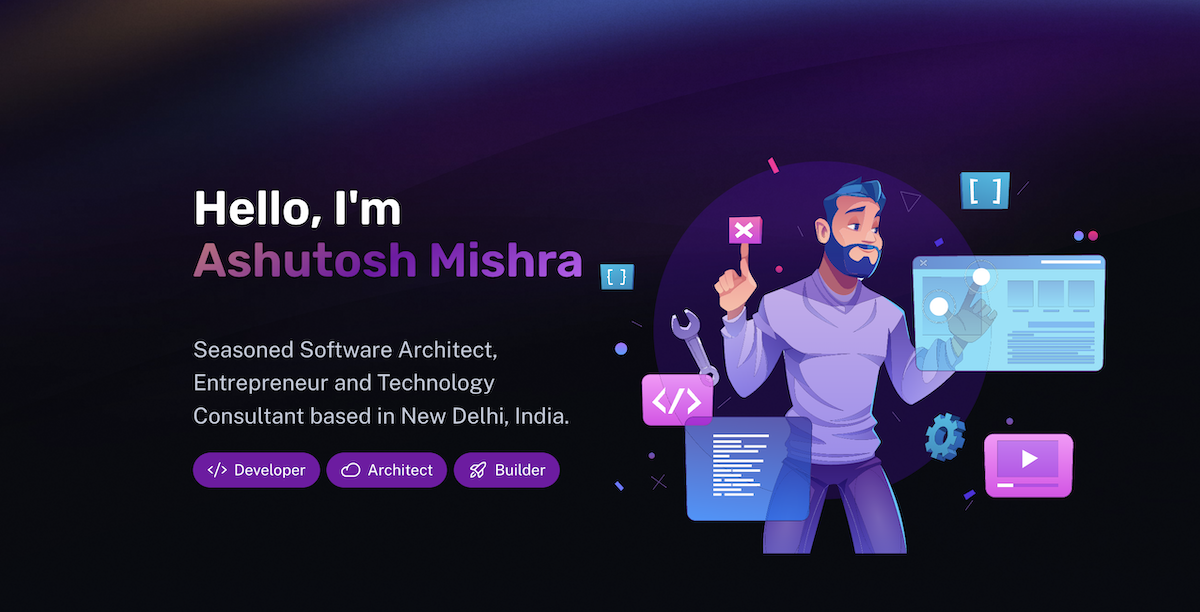 Hello, I'm
Ashutosh Mishra
Seasoned Software Architect,
Entrepreneur and Technology
Consultant based in New Delhi, India.
</> Developer
Architect
Builder
[ ]
[ ]
</>